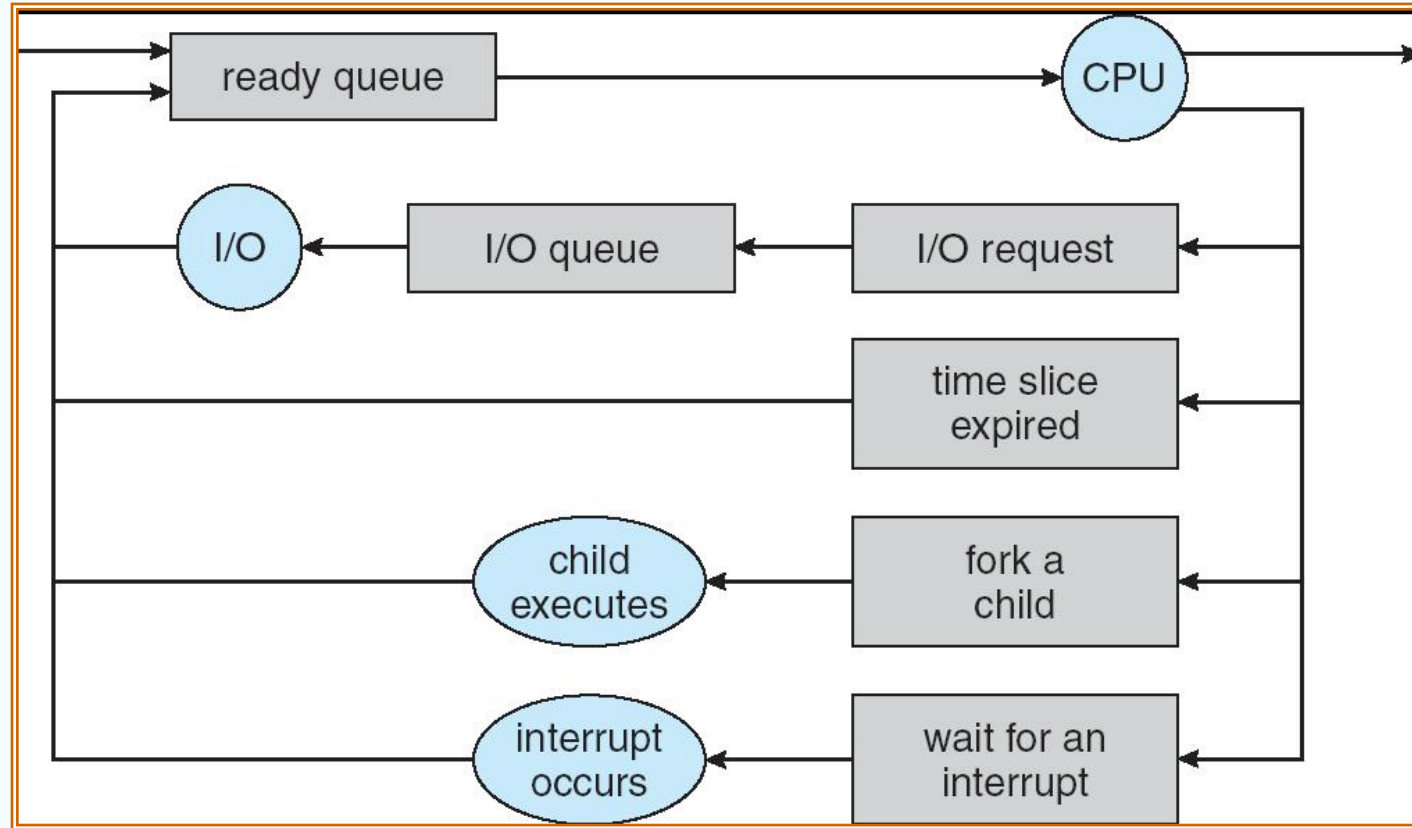 ready queue
CPU
I/O
I/O queue
I/O request
time slice
expired
child
executes
fork a
child
interrupt
occurs
wait for an
interrupt